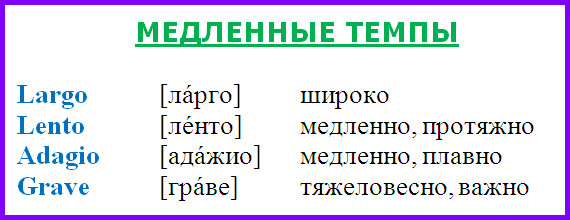 МЕДЛЕННЫЕ ТЕМПЫ
Largo [ла́рго] широко
Lento [ле́нто] медленно, протяжно
Adagio [ада́жио] медленно, плавно
Grave [гра́ве] тяжеловесно, важно